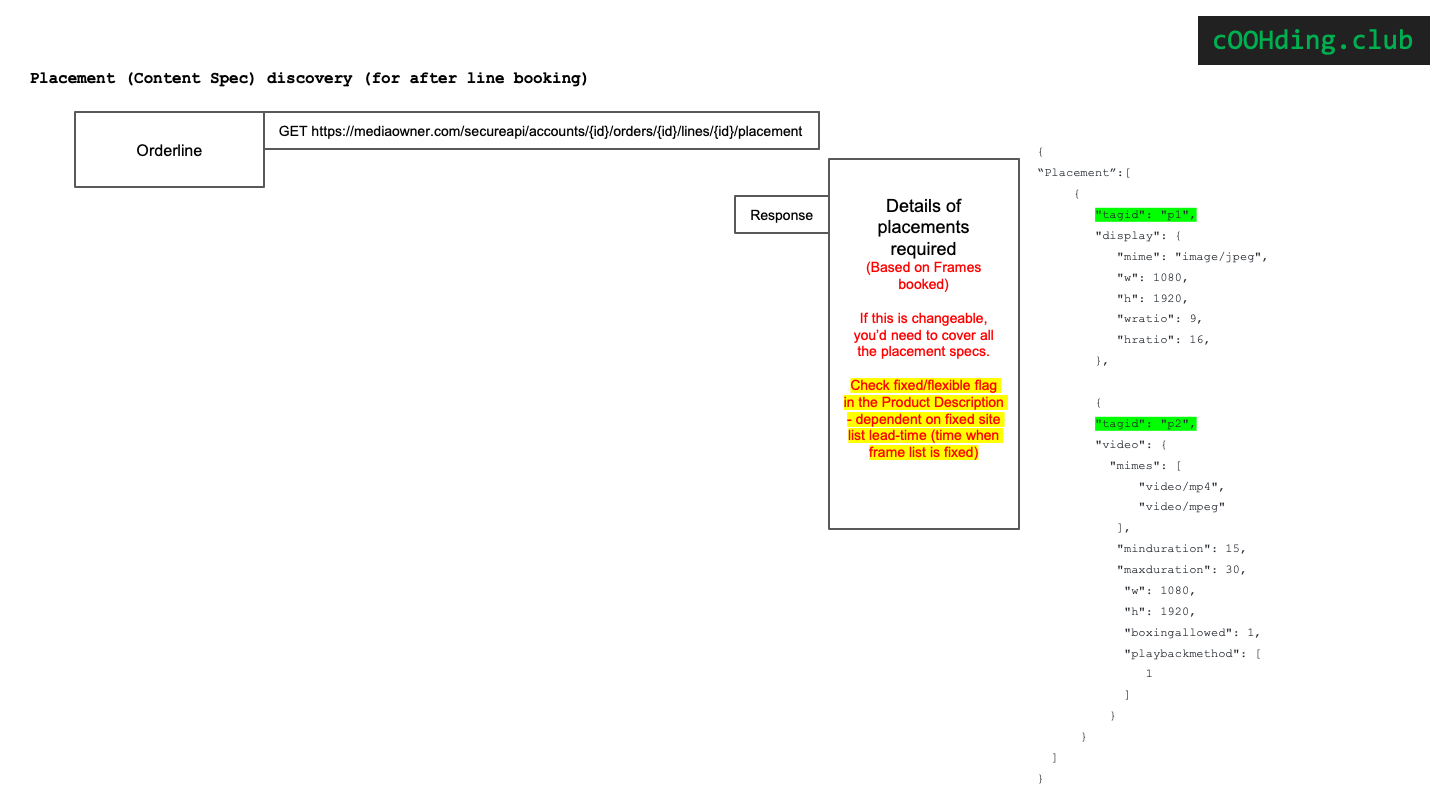 cOOHding.club
Placement (Content Spec) discovery (for after line booking)
Orderline
GET https://mediaowner.com/secureapi/accounts/{id}/orders/{id}/lines/{id}/placement
Response
Details of
placements
required
(Based on Frames
booked)
If this is changeable,
you'd need to cover all
the placement specs.
Check fixed/flexible flag
in the Product Description
- dependent on fixed site
list lead-time (time when
frame list is fixed)
{
“Placement”:[
{
"tagid": "p1",
"display": {
"mime": "image/jpeg",
"w": 1080,
"h": 1920,
"wratio": 9,
"hratio": 16,
},
{
"tagid": "p2",
"video": {
"mimes": [
"video/mp4",
"video/mpeg"
],
"minduration": 15,
"maxduration": 30,
"w": 1080,
"h": 1920,
"boxingallowed": 1,
"playbackmethod": [
1
]
}
}
]
}